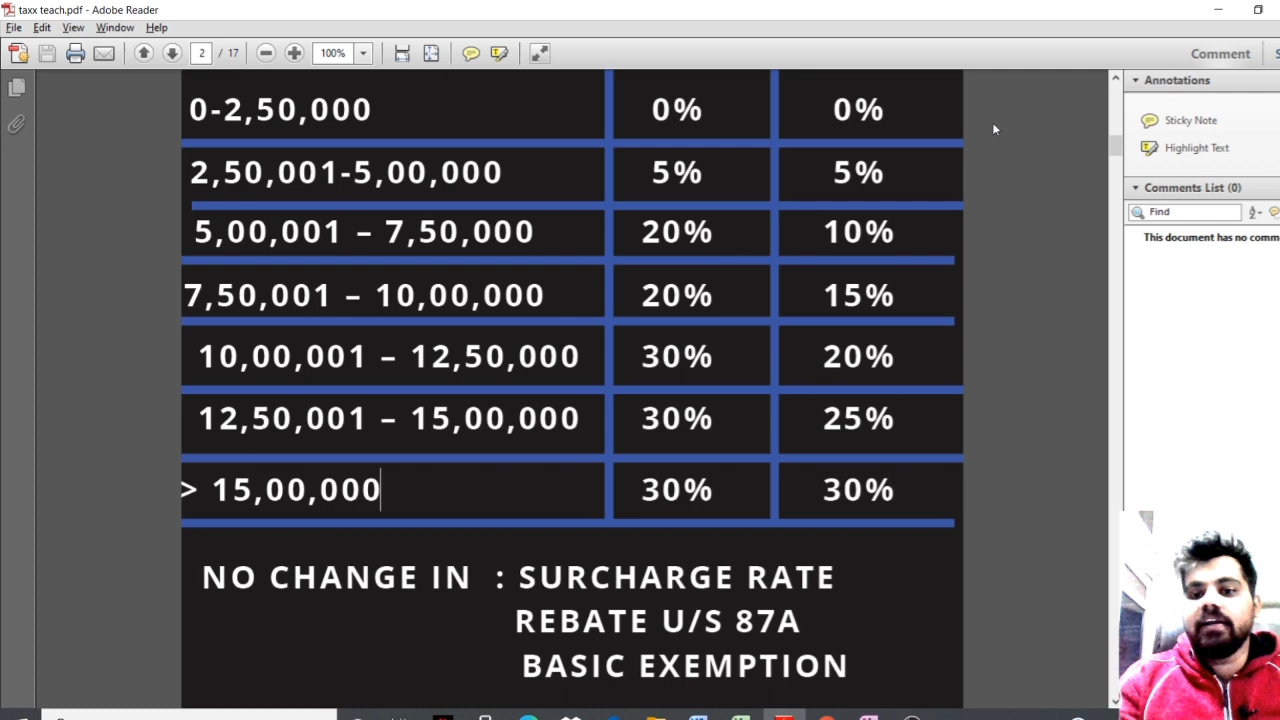 taxx teach.pdf - Adobe Reader
File Edit View Window Help
2 / 17 100% Comment
Annotations
Sticky Note
Highlight Text
Comments List (0)
Find
This document has no comm
0-2,50,000 0% 0%
2,50,001-5,00,000 5% 5%
5,00,001 – 7,50,000 20% 10%
7,50,001 – 10,00,000 20% 15%
10,00,001 – 12,50,000 30% 20%
12,50,001 – 15,00,000 30% 25%
> 15,00,000 30% 30%
NO CHANGE IN : SURCHARGE RATE
REBATE U/S 87A
BASIC EXEMPTION